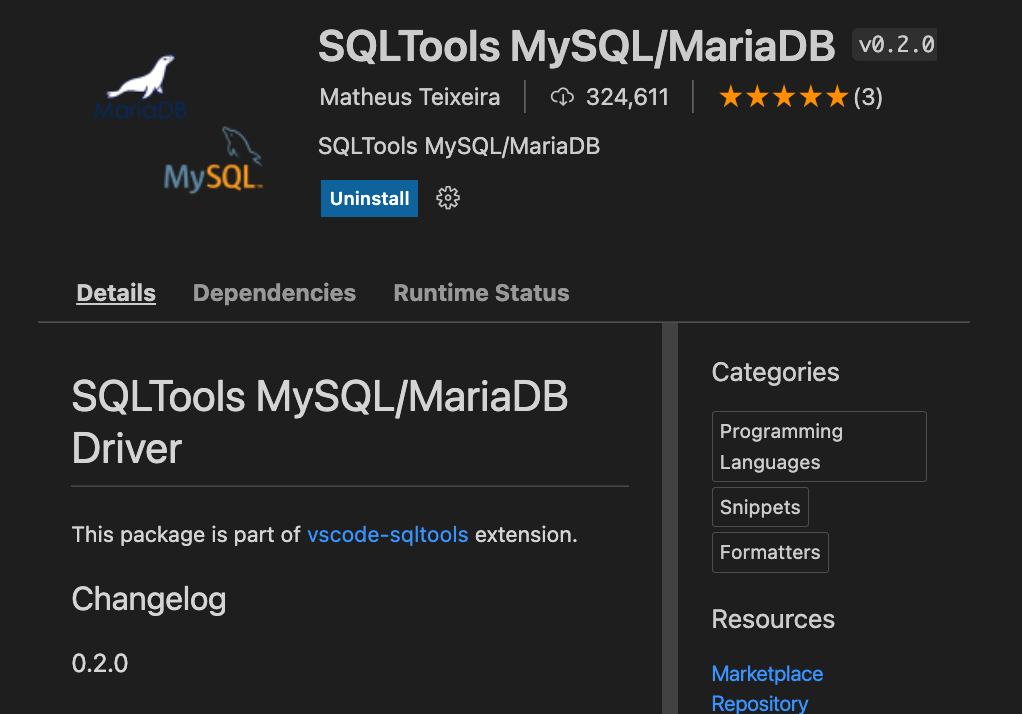 SQLTools MySQL/MariaDB v0.2.0
MariaDB
MySQL
Matheus Teixeira 324,611 (3)
SQLTools MySQL/MariaDB
Uninstall
Details Dependencies Runtime Status
SQLTools MySQL/MariaDB
Driver
This package is part of vscode-sqltools extension.
Changelog
0.2.0
Categories
Programming
Languages
Snippets
Formatters
Resources
Marketplace
Repository